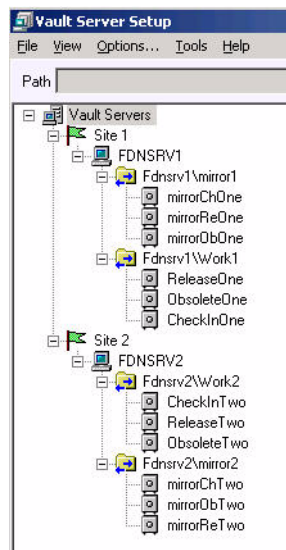 Vault Server Setup
File View Options... Tools Help
Path
Vault Servers
Site 1
FDNSRV1
Fdnsrv1\mirror1
mirrorChOne
mirrorReOne
mirrorObOne
Fdnsrv1\Work1
ReleaseOne
ObsoleteOne
CheckInOne
Site 2
FDNSRV2
Fdnsrv2\Work2
CheckInTwo
ReleaseTwo
ObsoleteTwo
Fdnsrv2\mirror2
mirrorChTwo
mirrorObTwo
mirrorReTwo